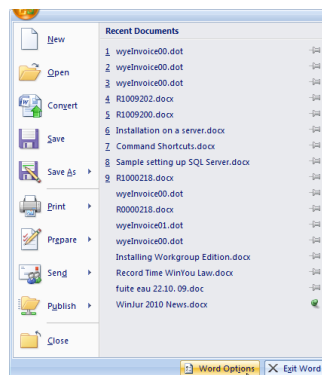 New
Open
Convert
Save
Save As
Print
Prepare
Send
Publish
Close
Recent Documents
1 wyeInvoice00.dot
2 wyeInvoice00.dot
3 wyeInvoice00.dot
4 R1009202.docx
5 R1009200.docx
6 Installation on a server.docx
7 Command Shortcuts.docx
8 Sample setting up SQL Server.docx
9 R1000218.docx
wyeInvoice00.dot
R0000218.docx
wyeInvoice01.dot
wyeInvoice00.dot
Installing Workgroup Edition.docx
Record Time WinYou Law.docx
fuite eau 22.10. 09.doc
WinJur 2010 News.docx
Word Options
Exit Word